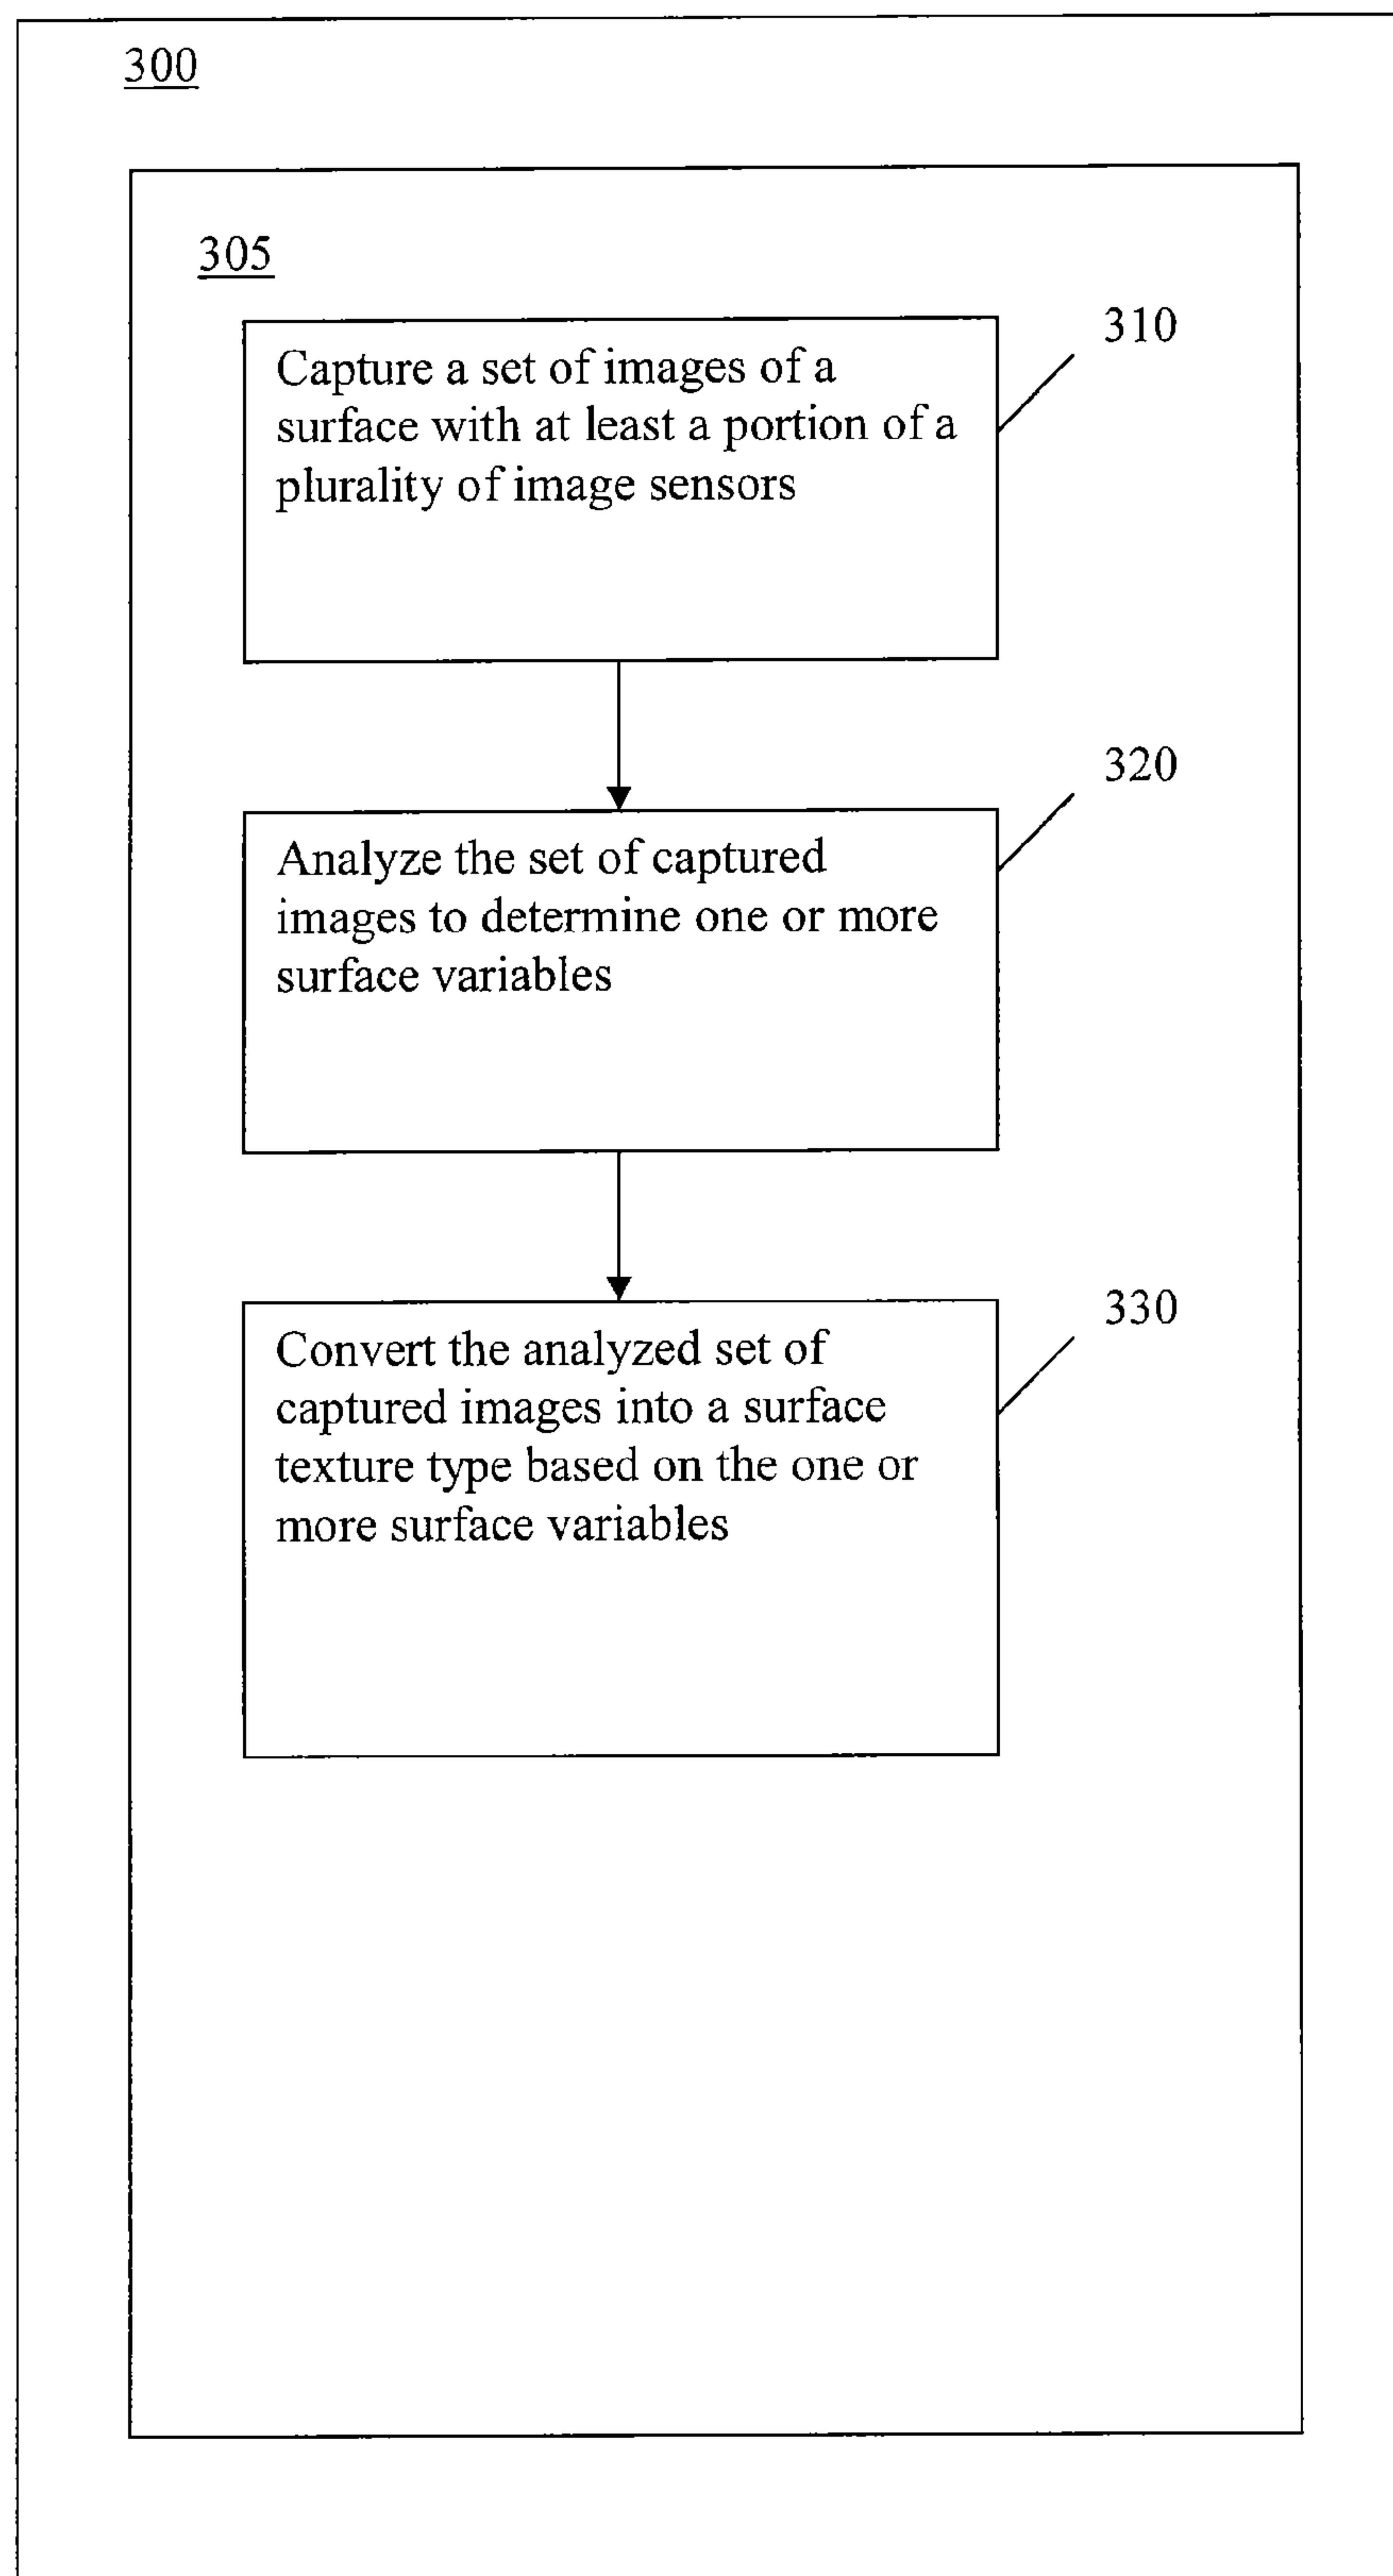 300
305
310
Capture a set of images of a
surface with at least a portion of a
plurality of image sensors
320
Analyze the set of captured
images to determine one or more
surface variables
330
Convert the analyzed set of
captured images into a surface
texture type based on the one or
more surface variables